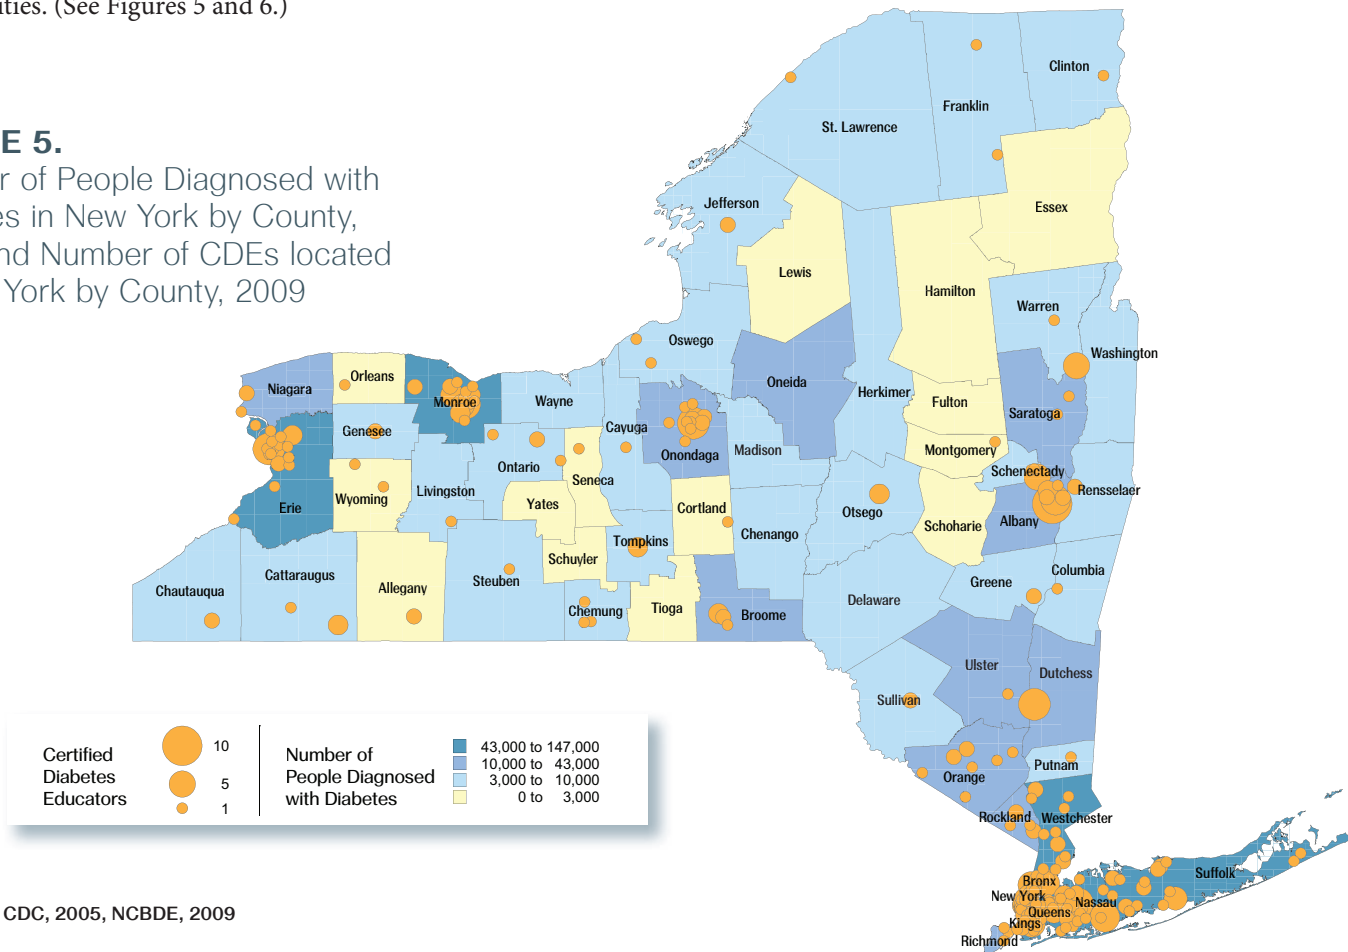 ities. (See Figures 5 and 6.)
E 5.
r of People Diagnosed with
es in New York by County,
nd Number of CDEs located
York by County, 2009
Clinton
Franklin
St. Lawrence
Jefferson
Essex
Lewis
Hamilton
Warren
Oswego
Washington
Orleans
Niagara
Oneida
Herkimer
Monroe
Wayne
Fulton
Saratoga
Genesee
Cayuga
Madison
Montgomery
Onondaga
Ontario
Schenectady
Seneca
Livingston
Rensselaer
Wyoming
Yates
Cortland
Otsego
Erie
Albany
Schoharie
Chenango
Tompkins
Schuyler
Columbia
Cattaraugus
Steuben
Greene
Chautauqua
Allegany
Delaware
Tioga
Chemung
Broome
Ulster
Dutchess
Sullivan
Putnam
Orange
Rockland
Westchester
Suffolk
Bronx
New York
Nassau
Queens
Kings
Richmond
Certified
Diabetes
Educators
10
5
1
Number of
People Diagnosed
with Diabetes
43,000 to 147,000
10,000 to 43,000
3,000 to 10,000
0 to 3,000
CDC, 2005, NCBDE, 2009